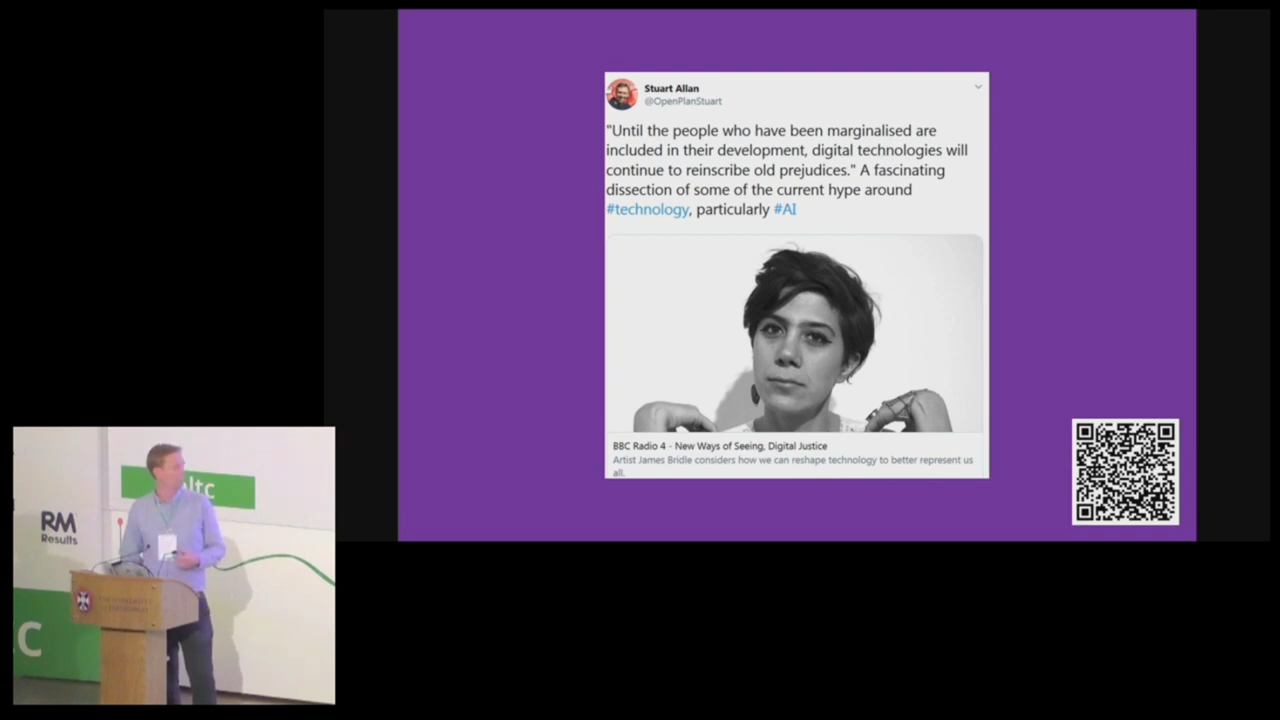 Stuart Allan
@OpenPlanStuart
"Until the people who have been marginalised are
included in their development, digital technologies will
continue to reinscribe old prejudices." A fascinating
dissection of some of the current hype around
#technology, particularly #AI
BBC Radio 4 - New Ways of Seeing, Digital Justice
Artist James Bridle considers how we can reshape technology to better represent us
all.
ltc
RM
Results
C